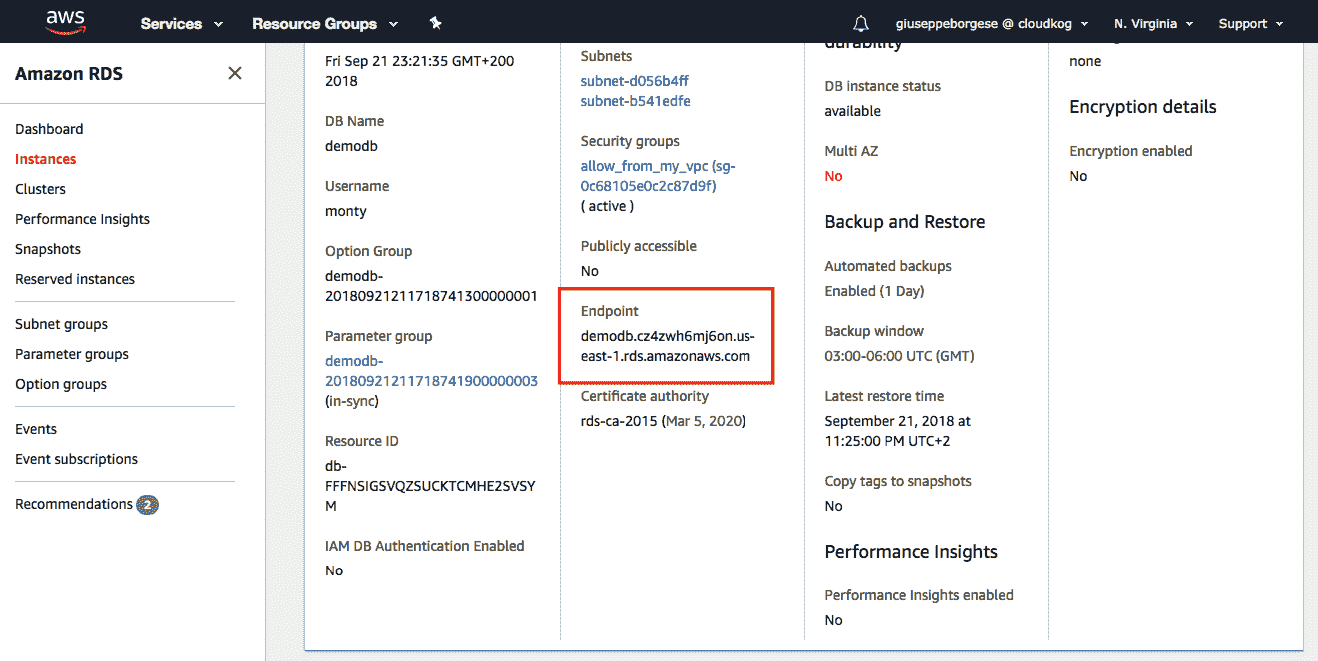 aws
Services
Resource Groups
giuseppeborgese @ cloudkog
N. Virginia
Support
Amazon RDS
Dashboard
Instances
Clusters
Performance Insights
Snapshots
Reserved instances
Subnet groups
Parameter groups
Option groups
Events
Event subscriptions
Recommendations 2
Fri Sep 21 23:21:35 GMT+200
2018
DB Name
demodb
Username
monty
Option Group
demodb-
20180921211718741300000001
Parameter group
demodb-
20180921211718741900000003
(in-sync)
Resource ID
db-
FFFNSIGSVQZSUCKTCMHE2SVSY
M
IAM DB Authentication Enabled
No
Subnets
subnet-d056b4ff
subnet-b541edfe
Security groups
allow_from_my_vpc (sg-
0c68105e0c2c87d9f)
( active )
Publicly accessible
No
Endpoint
demodb.cz4zwh6mj6on.us-
east-1.rds.amazonaws.com
Certificate authority
rds-ca-2015 (Mar 5, 2020)
durability
DB instance status
available
Multi AZ
No
Backup and Restore
Automated backups
Enabled (1 Day)
Backup window
03:00-06:00 UTC (GMT)
Latest restore time
September 21, 2018 at
11:25:00 PM UTC+2
Copy tags to snapshots
No
Performance Insights
Performance Insights enabled
No
none
Encryption details
Encryption enabled
No